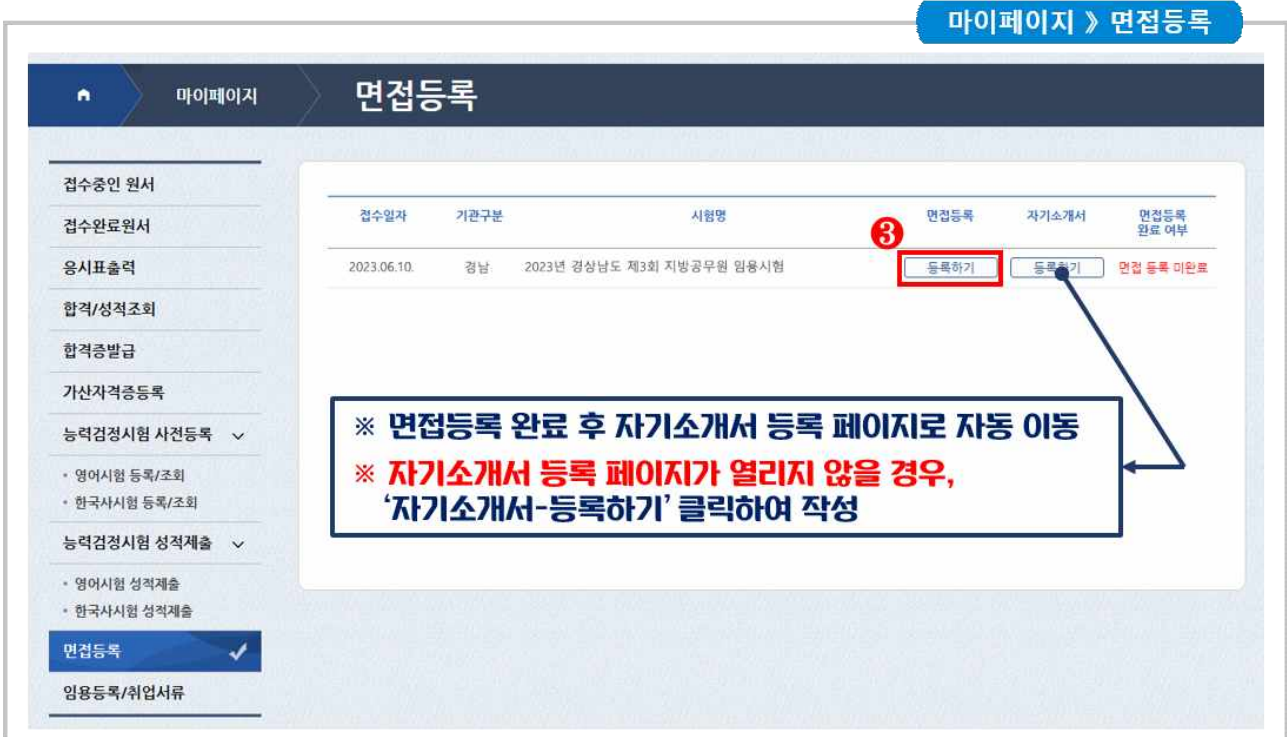 마이페이지 》 면접등록
마이페이지
면접등록
접수중인 원서
접수완료원서
응시표출력
합격/성적조회
합격증발급
가산자격증등록
능력검정시험 사전등록
• 영어시험 등록/조회
• 한국사시험 등록/조회
능력검정시험 성적제출
• 영어시험 성적제출
• 한국사시험 성적제출
면접등록
임용등록/취업서류
접수일자 기관구분 시험명 면접등록 자기소개서 면접등록
완료 여부
❸
2023.06.10. 경남 2023년 경상남도 제3회 지방공무원 임용시험 등록하기 등록하기 면접 등록 미완료
※ 면접등록 완료 후 자기소개서 등록 페이지로 자동 이동
※ 자기소개서 등록 페이지가 열리지 않을 경우,
‘자기소개서-등록하기’ 클릭하여 작성